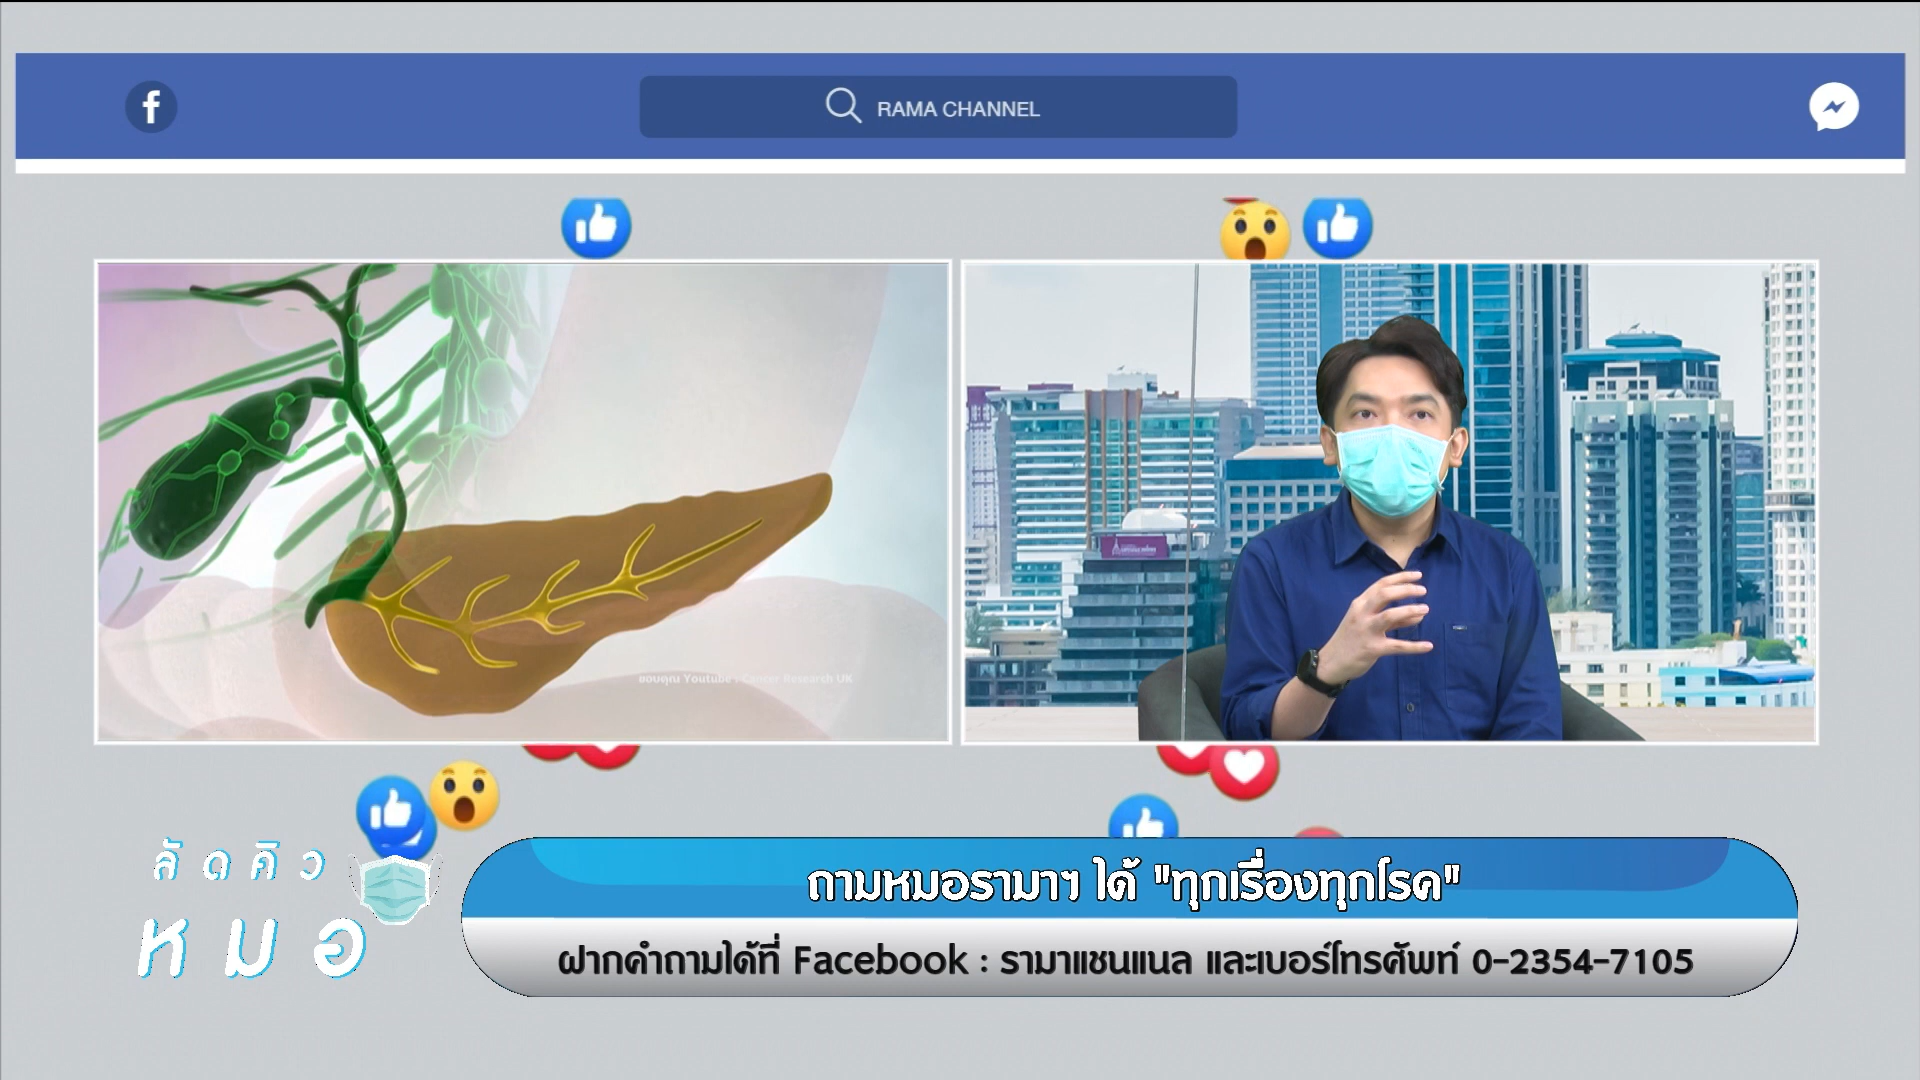 RAMA CHANNEL
ขอบคุณ Youtube : Cancer Research UK
ลัดคิว
หมอ
ถามหมอรามาฯ ได้ "ทุกเรื่องทุกโรค"
ฝากคำถามได้ที่ Facebook : รามาแชนแนล และเบอร์โทรศัพท์ 0-2354-7105